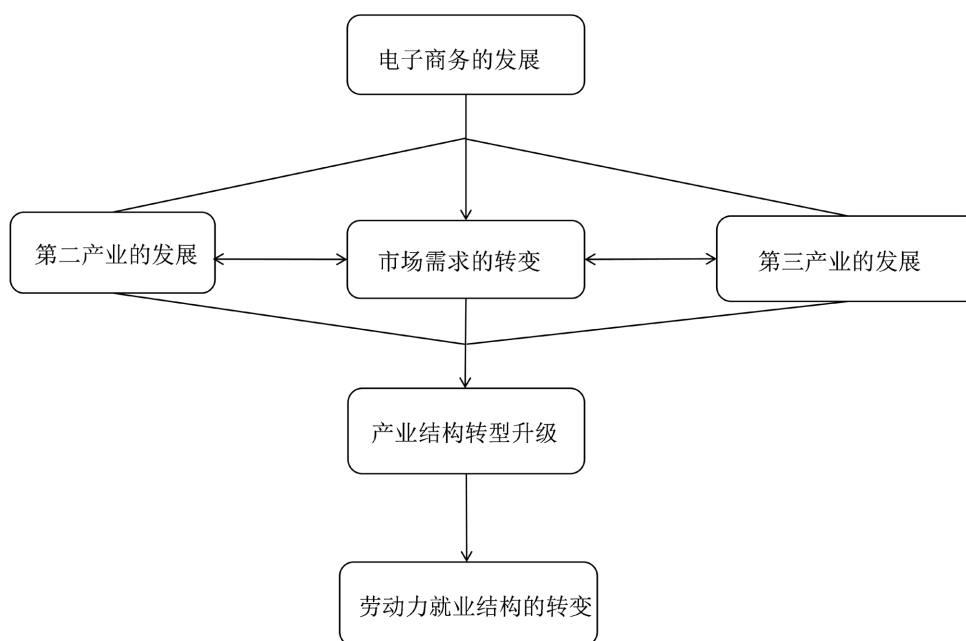 电子商务的发展
第二产业的发展
市场需求的转变
第三产业的发展
产业结构转型升级
劳动力就业结构的转变